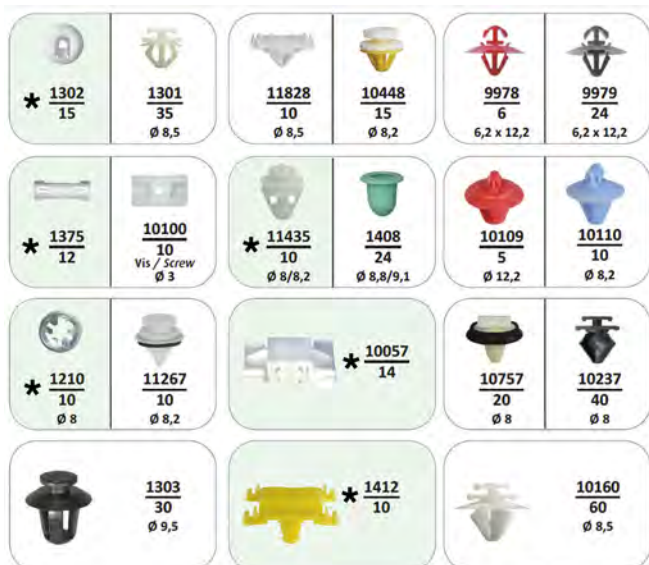 * 1302
15
1301
35
Ø 8,5
11828
10
Ø 8,5
10448
15
Ø 8,2
9978
6
6,2 x 12,2
9979
24
6,2 x 12,2
* 1375
12
10100
10
Vis / Screw
Ø 3
* 11435
10
Ø 8/8,2
1408
24
Ø 8,8/9,1
10109
5
Ø 12,2
10110
10
Ø 8,2
* 1210
10
Ø 8
11267
10
Ø 8,2
* 10057
14
10757
20
Ø 8
10237
40
Ø 8
1303
30
Ø 9,5
* 1412
10
10160
60
Ø 8,5